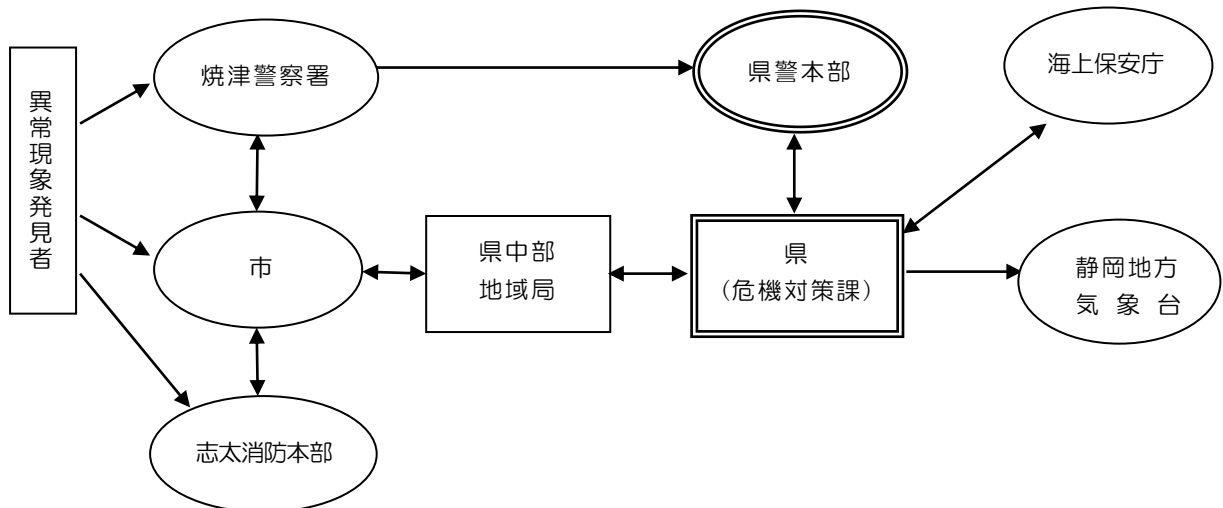 異常現象発見者
焼津警察署
県警本部
海上保安庁
市
県中部
地域局
県
（危機対策課）
静岡地方
気 象 台
志太消防本部